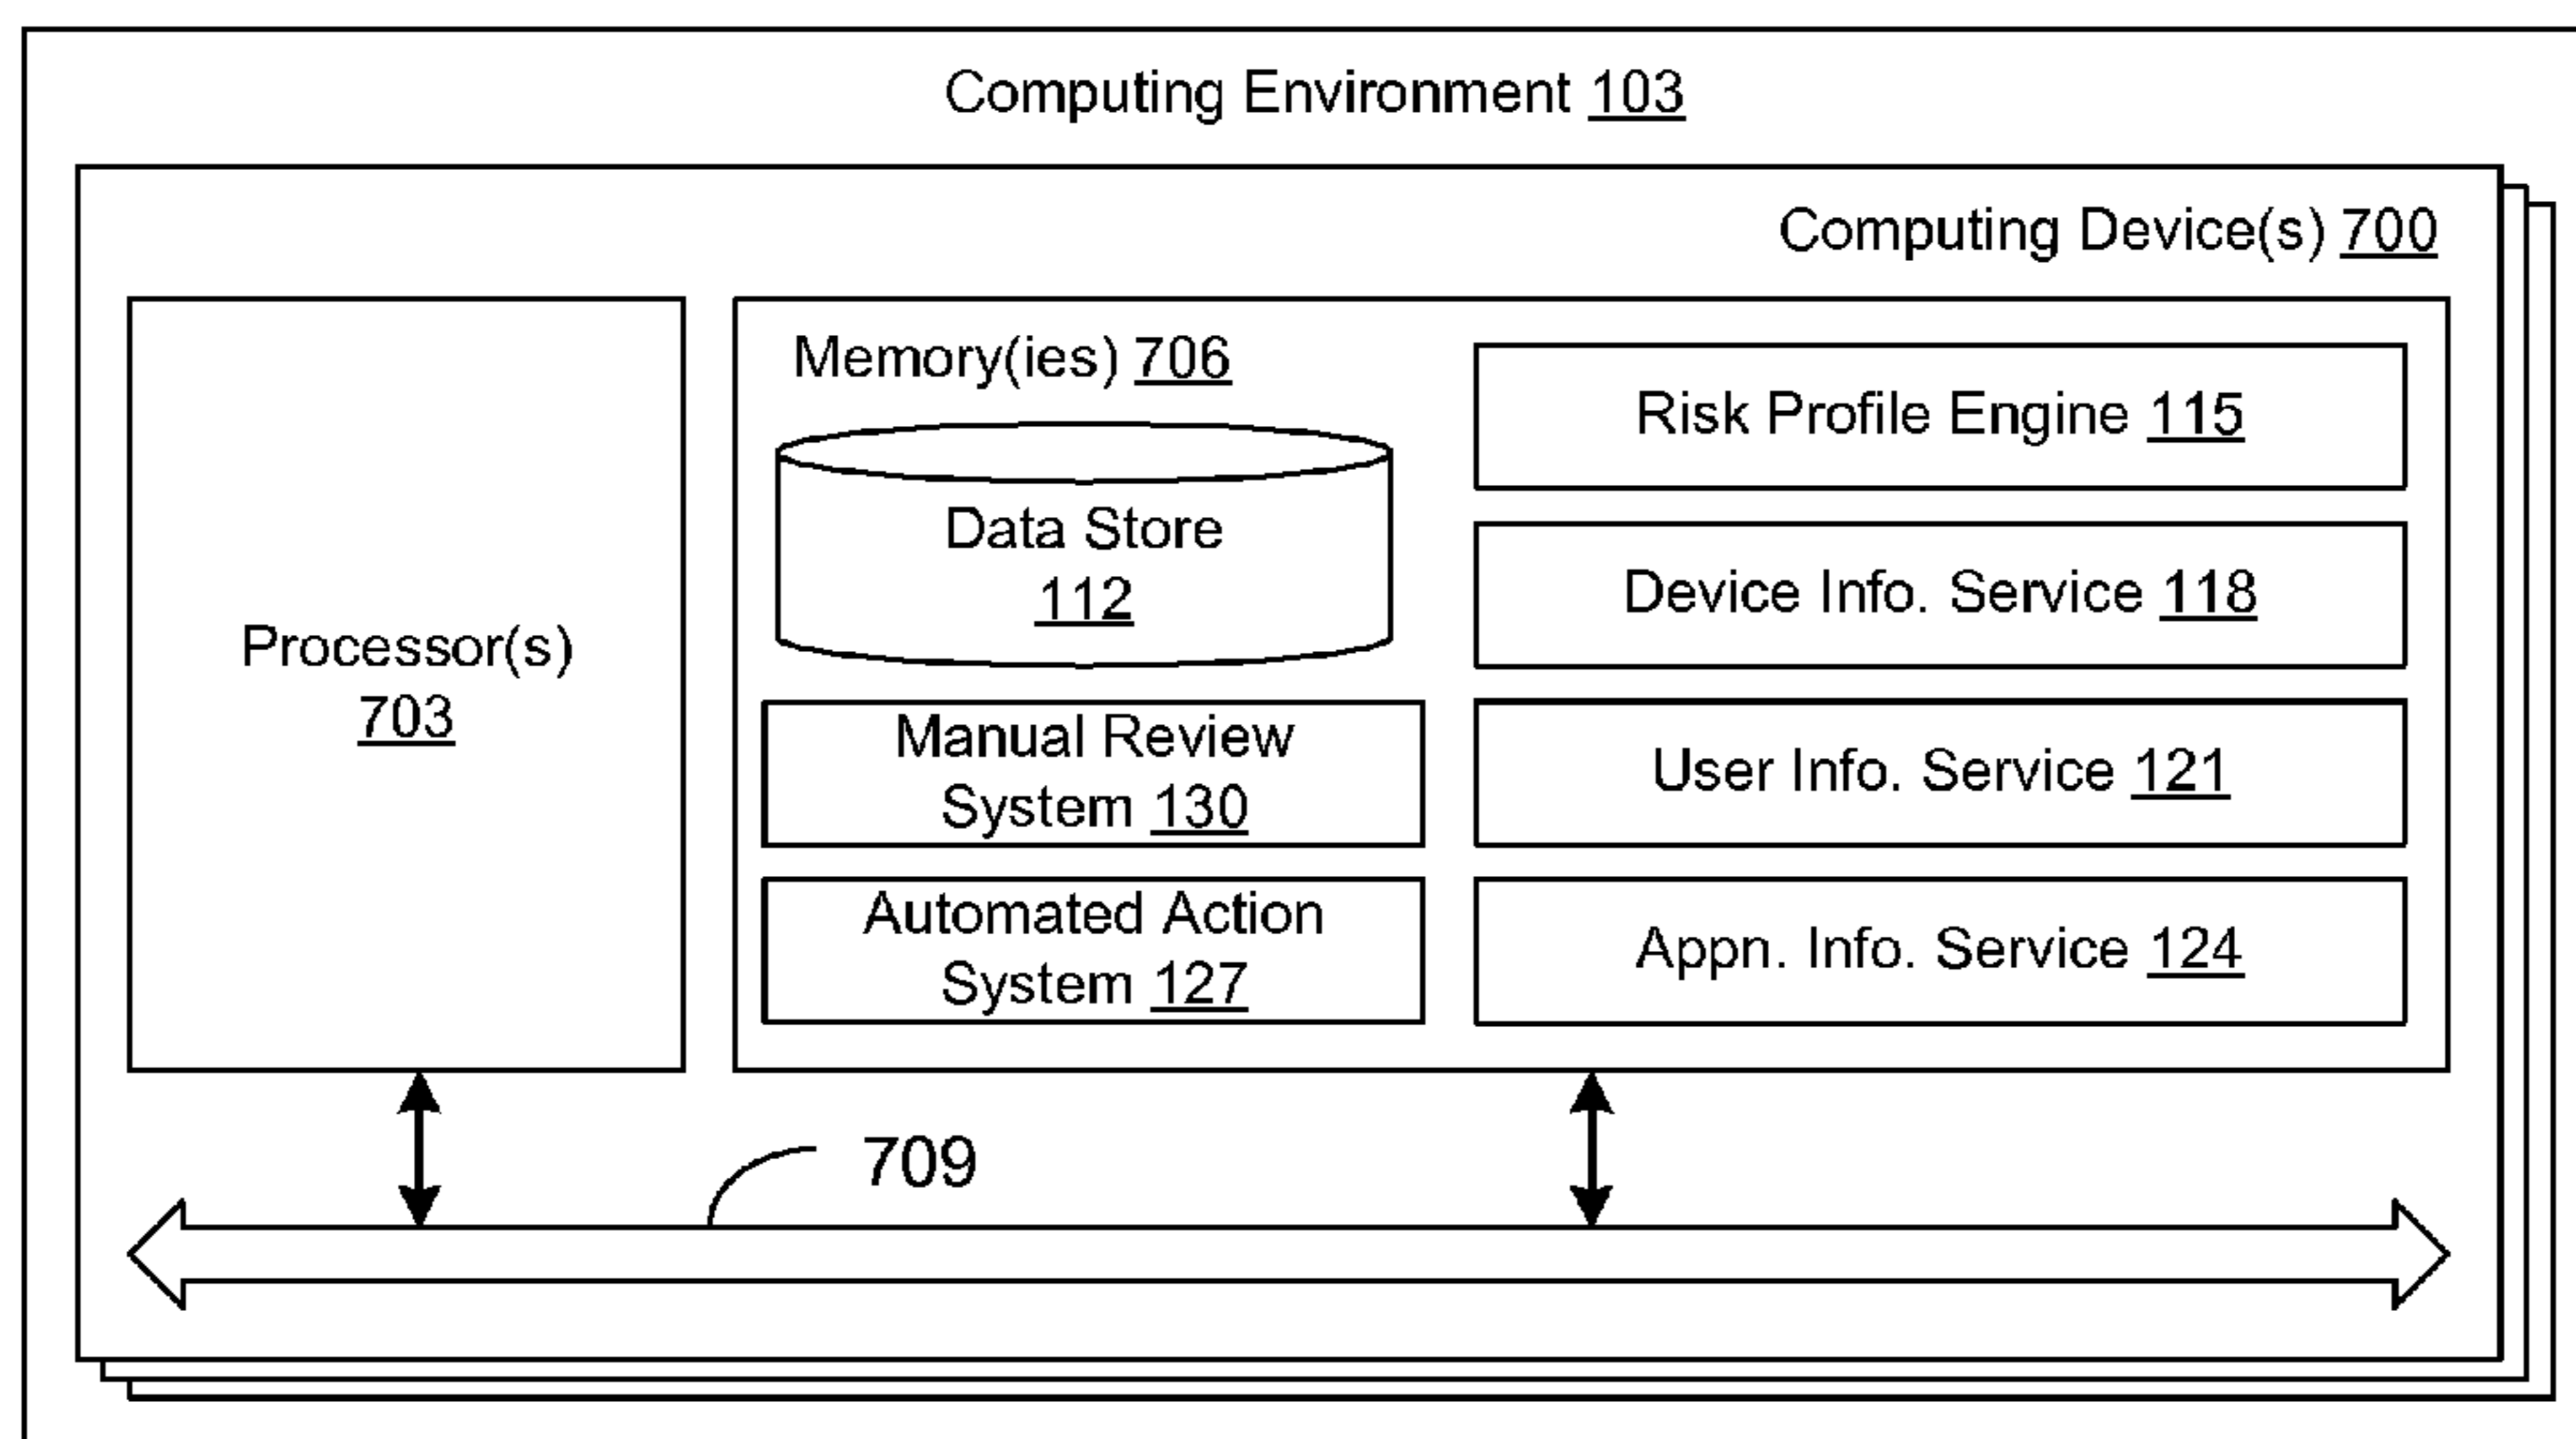 Computing Environment 103
Computing Device(s) 700
Processor(s)
703
Memory(ies) 706
Data Store
112
Manual Review
System 130
Automated Action
System 127
Risk Profile Engine 115
Device Info. Service 118
User Info. Service 121
Appn. Info. Service 124
709